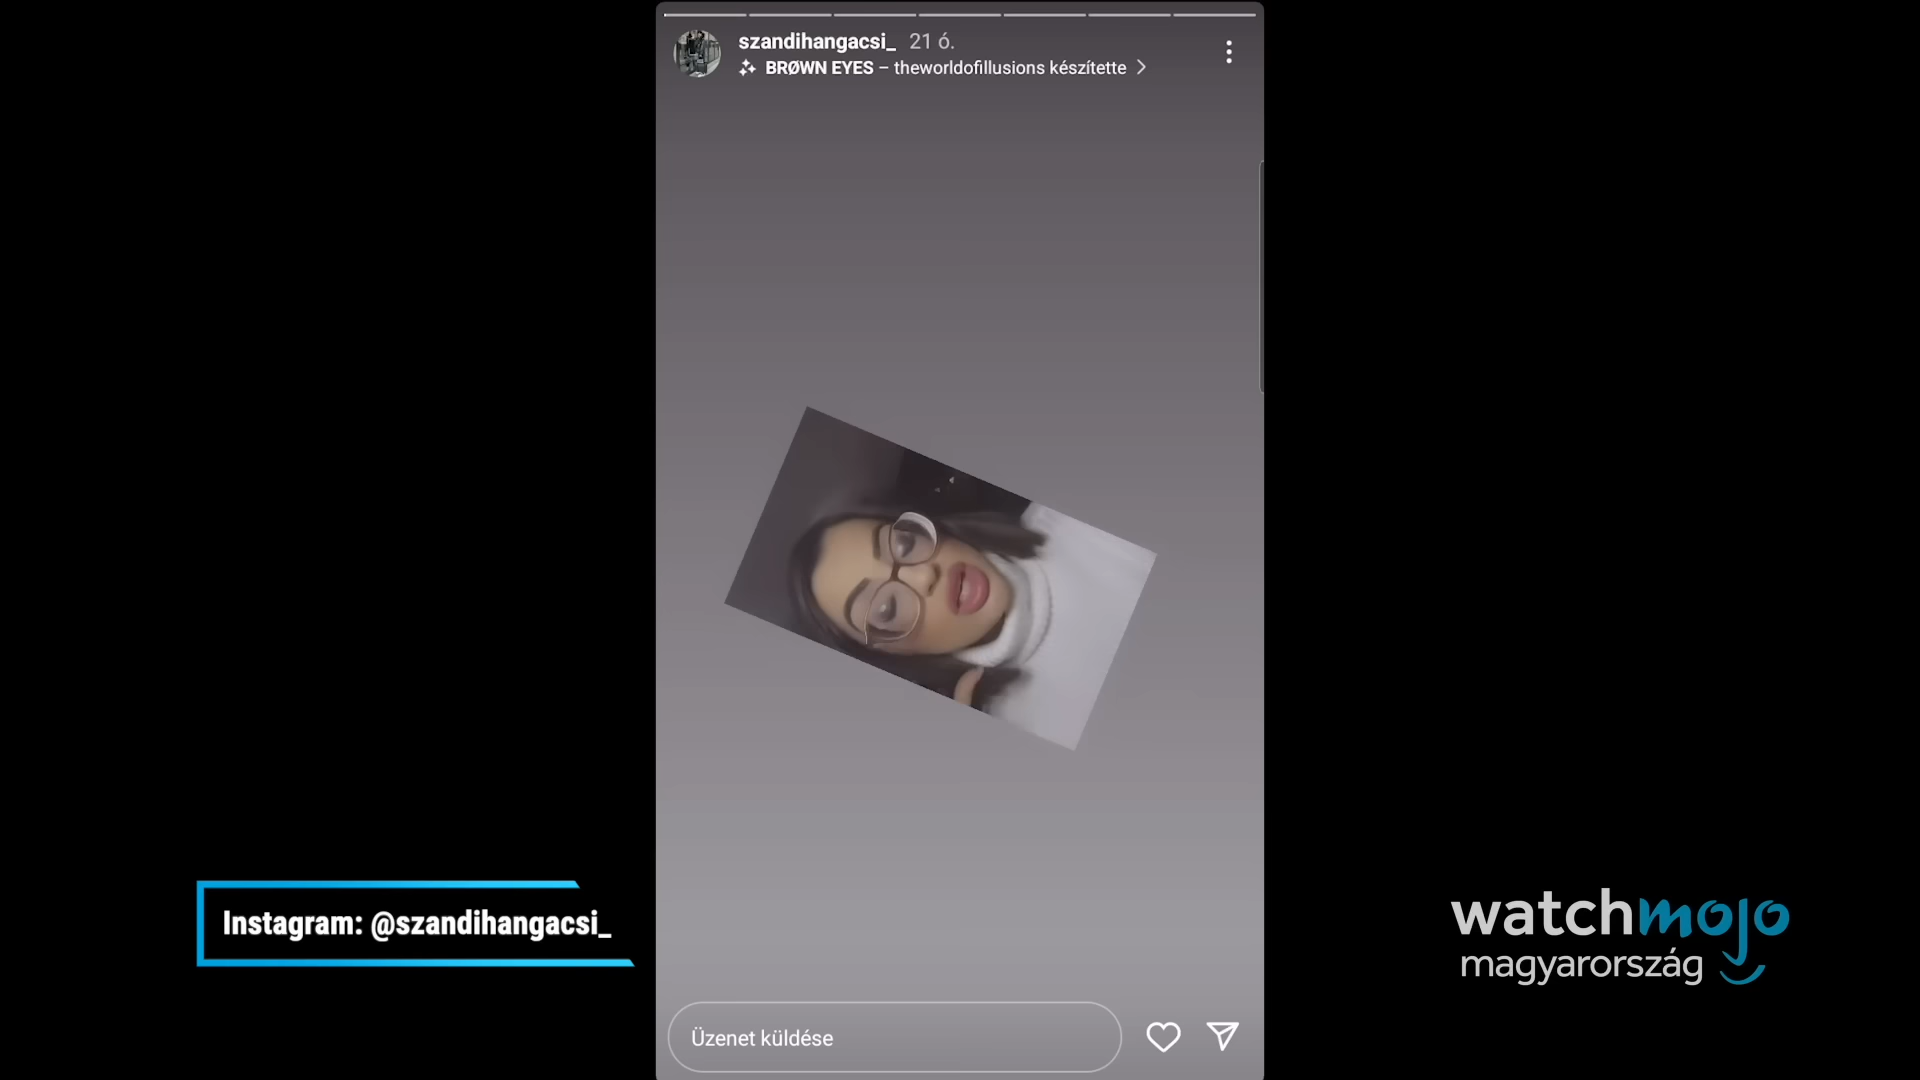 szandihangacsi_ 21 ó.
BRØWN EYES – theworldofillusions készítette
Instagram: @szandihangacsi_
watchmojo
magyarország
Üzenet küldése